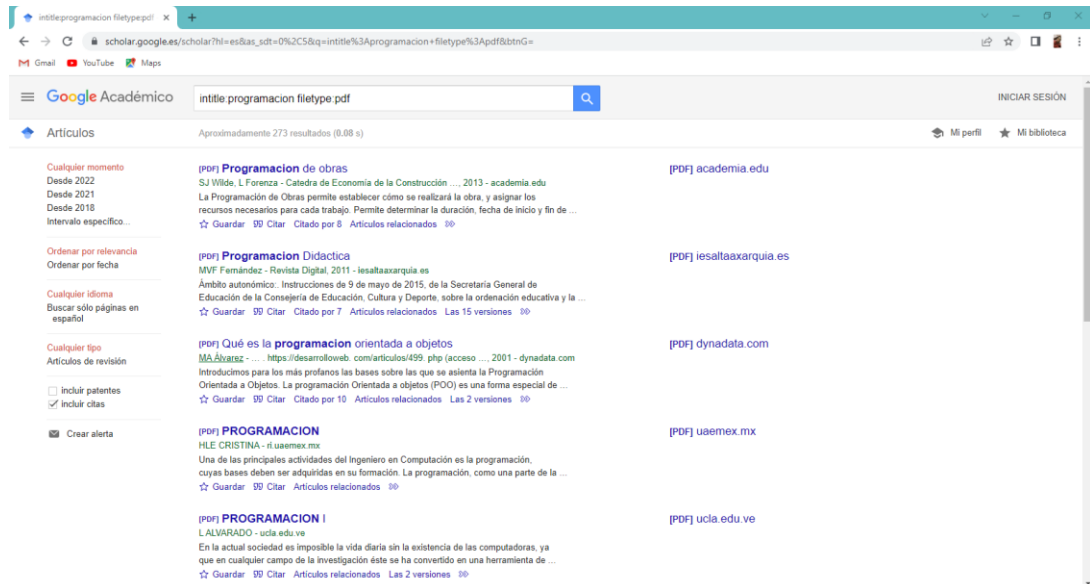 intitle:programacion filetype:pdf
scholar.google.es/scholar?hl=es&as_sdt=0%2C5&q=intitle%3Aprogramacion+filetype%3Apdf&btnG=
Gmail YouTube Maps
Google Académico
intitle:programacion filetype:pdf
INICIAR SESIÓN
Artículos
Aproximadamente 273 resultados (0.08 s)
Mi perfil
Mi biblioteca
Cualquier momento
Desde 2022
Desde 2021
Desde 2018
Intervalo específico...
Ordenar por relevancia
Ordenar por fecha
Cualquier idioma
Buscar sólo páginas en
español
Cualquier tipo
Artículos de revisión
incluir patentes
incluir citas
Crear alerta
[PDF] Programacion de obras
SJ Wilde, L Forenza - Catedra de Economía de la Construcción ..., 2013 - academia.edu
La Programación de Obras permite establecer cómo se realizará la obra, y asignar los
recursos necesarios para cada trabajo. Permite determinar la duración, fecha de inicio y fin de ...
Guardar Citar Citado por 8 Artículos relacionados
[PDF] academia.edu
[PDF] Programacion Didactica
MVF Fernández - Revista Digital, 2011 - iesaltaaxarquia.es
Ámbito autonómico:. Instrucciones de 9 de mayo de 2015, de la Secretaría General de
Educación de la Consejería de Educación, Cultura y Deporte, sobre la ordenación educativa y la ...
Guardar Citar Citado por 7 Artículos relacionados Las 15 versiones
[PDF] iesaltaaxarquia.es
[PDF] Qué es la programacion orientada a objetos
MA Álvarez - ... . https://desarrolloweb. com/articulos/499. php (acceso ..., 2001 - dynadata.com
Introducimos para los más profanos las bases sobre las que se asienta la Programación
Orientada a Objetos. La programación Orientada a objetos (POO) es una forma especial de ...
Guardar Citar Citado por 10 Artículos relacionados Las 2 versiones
[PDF] dynadata.com
[PDF] PROGRAMACION
HLE CRISTINA - ri.uaemex.mx
Una de las principales actividades del Ingeniero en Computación es la programación,
cuyas bases deben ser adquiridas en su formación. La programación, como una parte de la ...
Guardar Citar Artículos relacionados
[PDF] uaemex.mx
[PDF] PROGRAMACION I
L ALVARADO - ucla.edu.ve
En la actual sociedad es imposible la vida diaria sin la existencia de las computadoras, ya
que en cualquier campo de la investigación éste se ha convertido en una herramienta de ...
Guardar Citar Artículos relacionados Las 2 versiones
[PDF] ucla.edu.ve